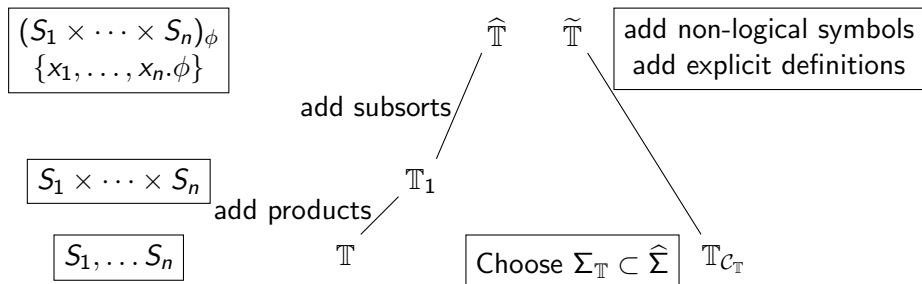 (S₁ × ⋯ × Sₙ)_ϕ
{x₁, …, xₙ.ϕ}
𝕋̂
𝕋̃
add non-logical symbols
add explicit definitions
add subsorts
S₁ × ⋯ × Sₙ
𝕋₁
add products
S₁, … Sₙ
𝕋
Choose Σ_𝕋 ⊂ Σ̂
𝕋_{𝒞_𝕋}